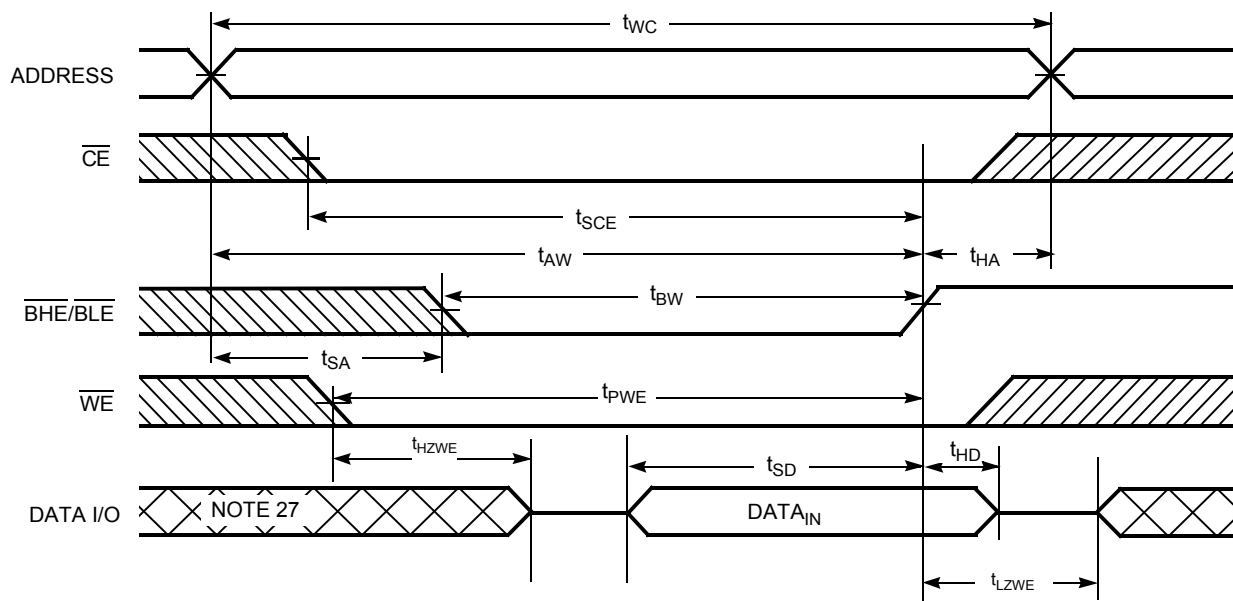 tWC
ADDRESS
CE
tSCE
tAW
tHA
BHE/BLE
tBW
tSA
WE
tPWE
tHZWE
tSD
tHD
DATA I/O
NOTE 27
DATAIN
tLZWE